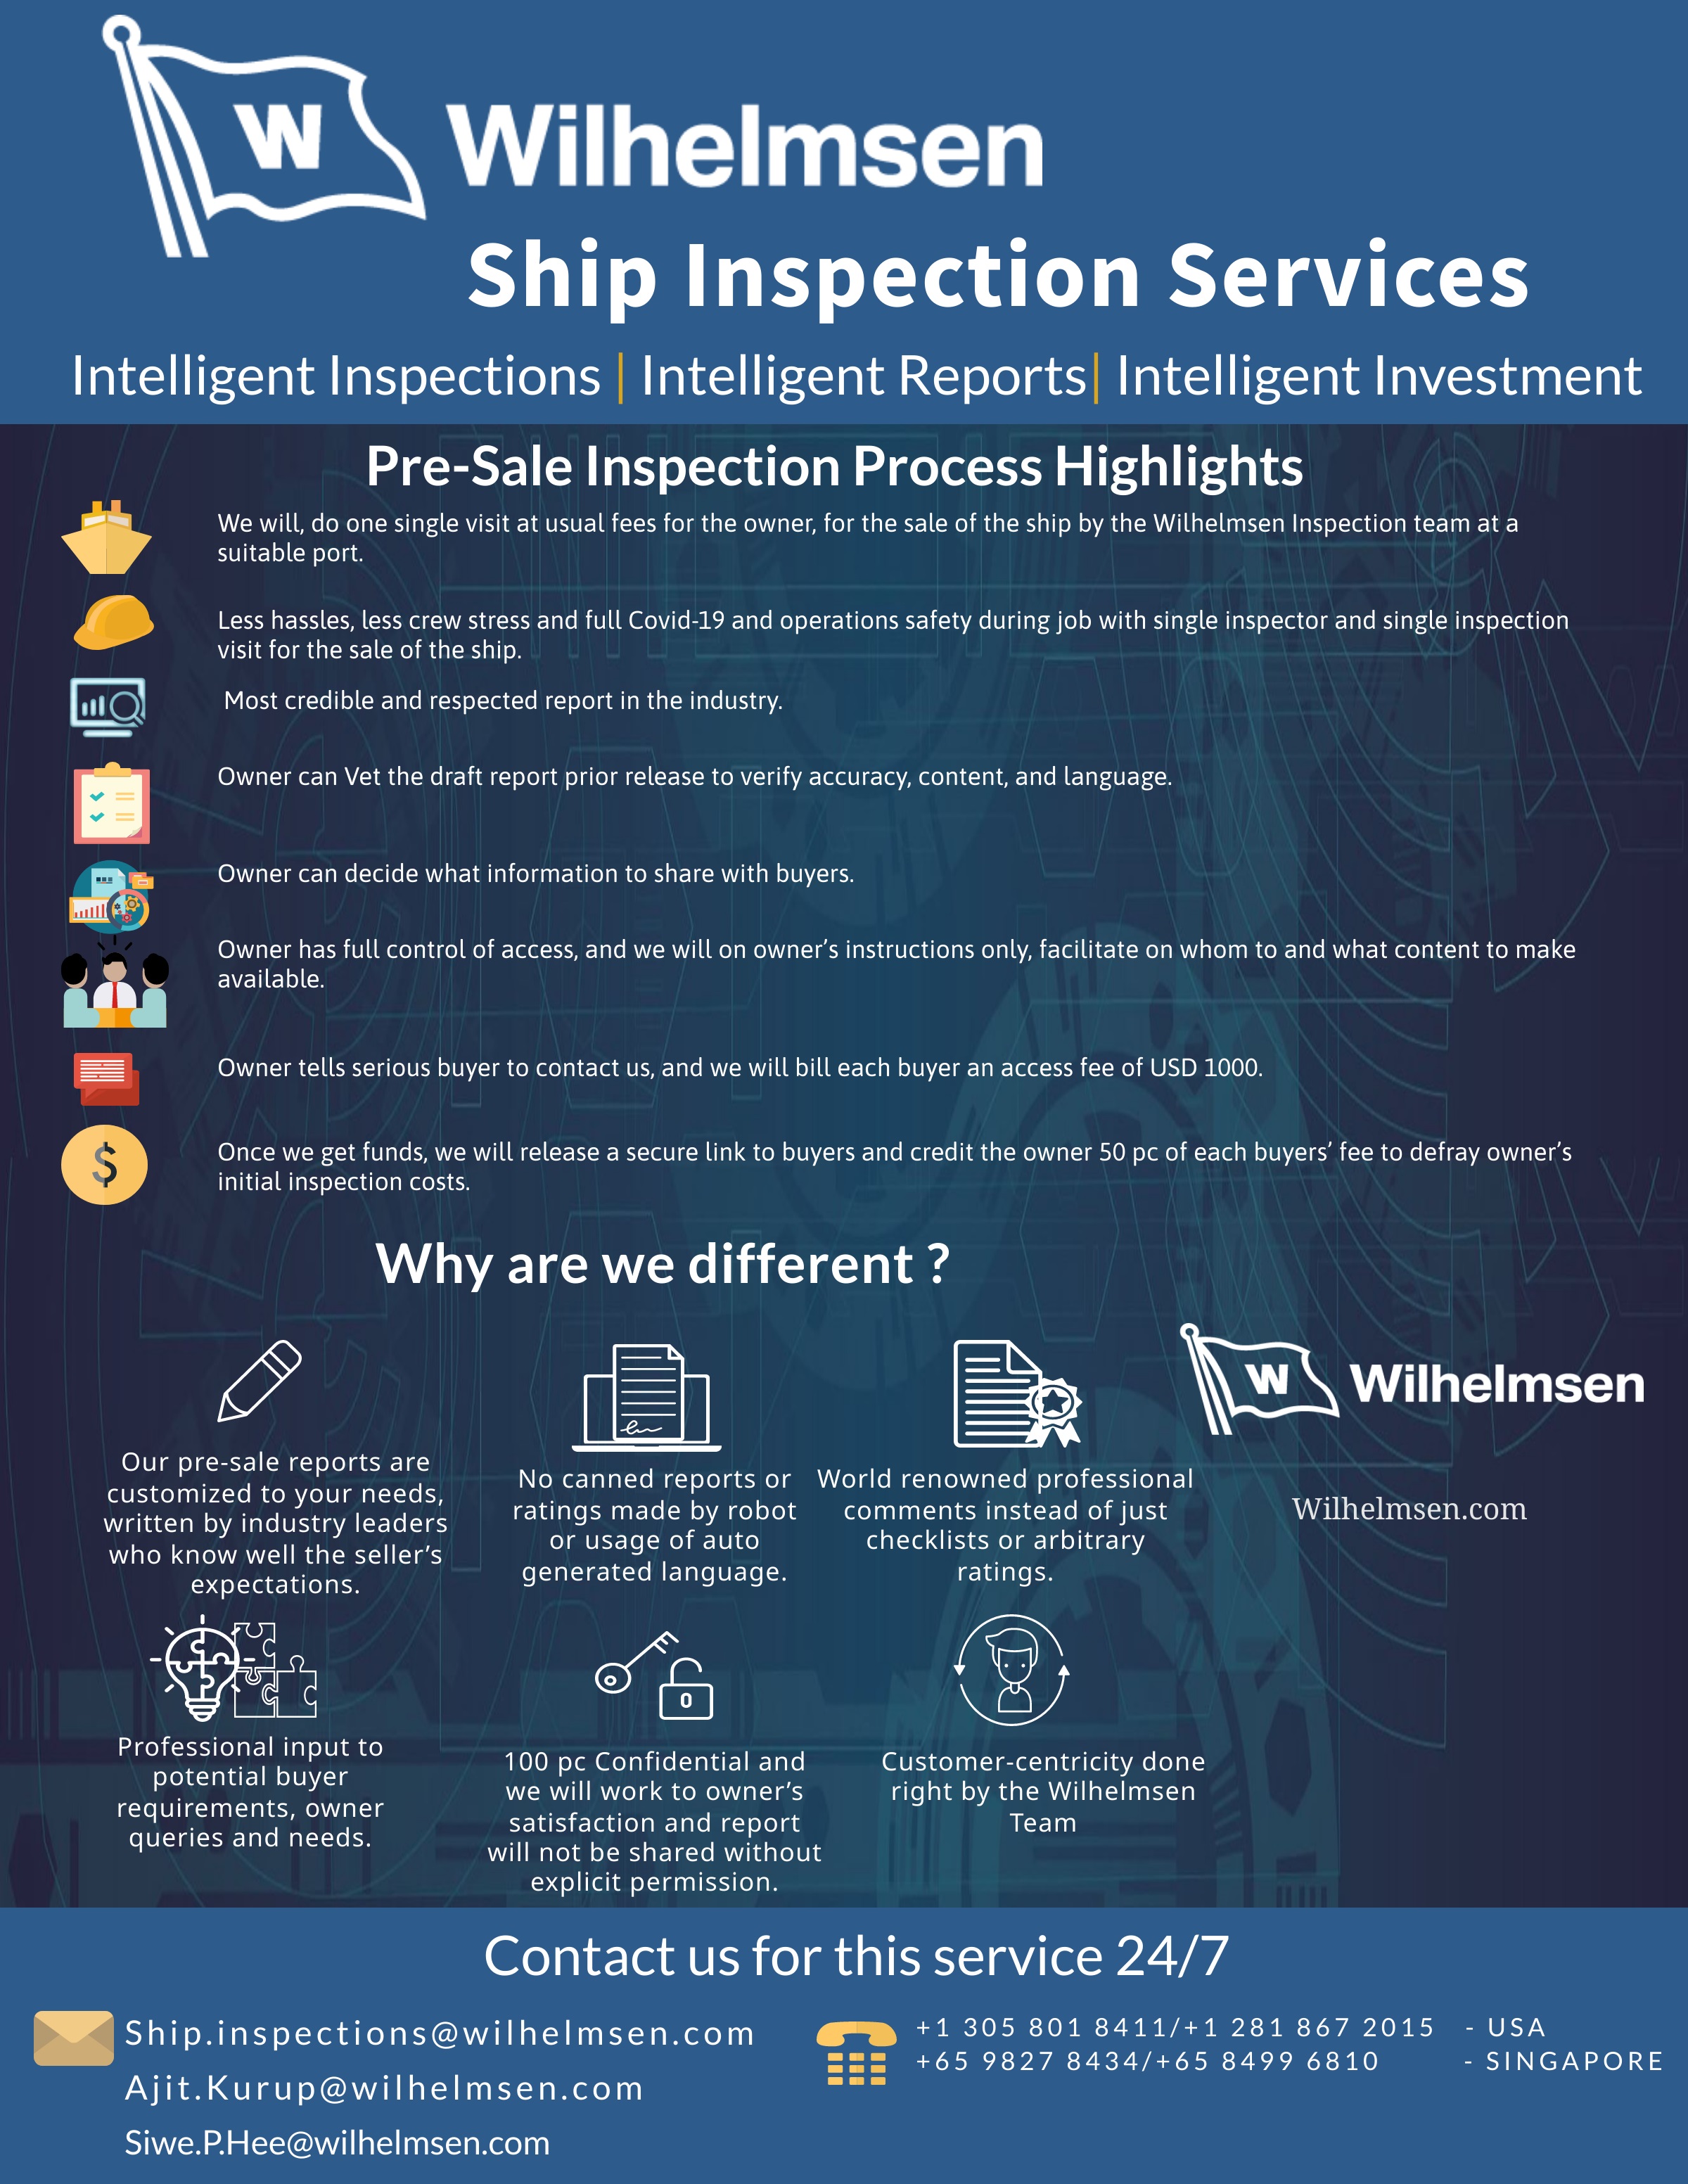 W
Wilhelmsen
Ship Inspection Services
Intelligent Inspections | Intelligent Reports| Intelligent Investment
Pre-Sale Inspection Process Highlights
We will, do one single visit at usual fees for the owner, for the sale of the ship by the Wilhelmsen Inspection team at a
suitable port.
Less hassles, less crew stress and full Covid-19 and operations safety during job with single inspector and single inspection
visit for the sale of the ship.
Most credible and respected report in the industry.
Owner can Vet the draft report prior release to verify accuracy, content, and language.
Owner can decide what information to share with buyers.
Owner has full control of access, and we will on owner’s instructions only, facilitate on whom to and what content to make
available.
Owner tells serious buyer to contact us, and we will bill each buyer an access fee of USD 1000.
$
Once we get funds, we will release a secure link to buyers and credit the owner 50 pc of each buyers’ fee to defray owner’s
initial inspection costs.
Why are we different ?
Our pre-sale reports are
customized to your needs,
written by industry leaders
who know well the seller’s
expectations.
No canned reports or
ratings made by robot
or usage of auto
generated language.
World renowned professional
comments instead of just
checklists or arbitrary
ratings.
W
Wilhelmsen
Wilhelmsen.com
Professional input to
potential buyer
requirements, owner
queries and needs.
100 pc Confidential and
we will work to owner’s
satisfaction and report
will not be shared without
explicit permission.
Customer-centricity done
right by the Wilhelmsen
Team
Contact us for this service 24/7
Ship.inspections@wilhelmsen.com
Ajit.Kurup@wilhelmsen.com
Siwe.P.Hee@wilhelmsen.com
+1 305 801 8411/+1 281 867 2015 - USA
+65 9827 8434/+65 8499 6810 - SINGAPORE